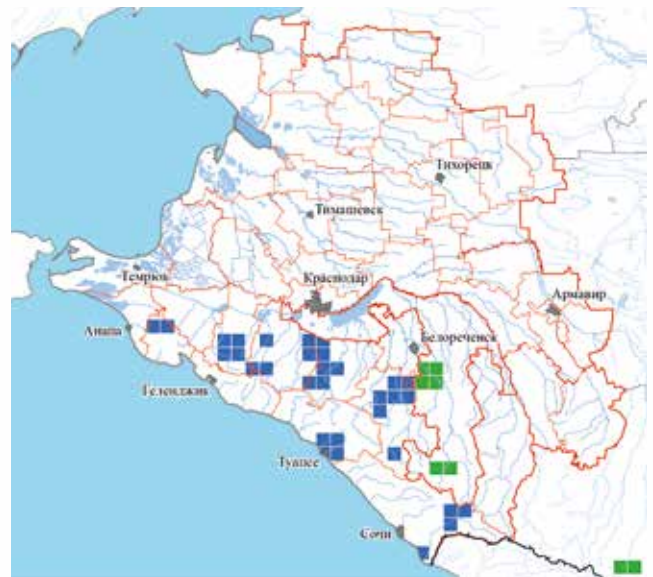 Тихорецк
Тимашевск
Темрюк
Краснодар
Армавир
Анапа
Белореченск
Геленджик
Туапсе
Сочи